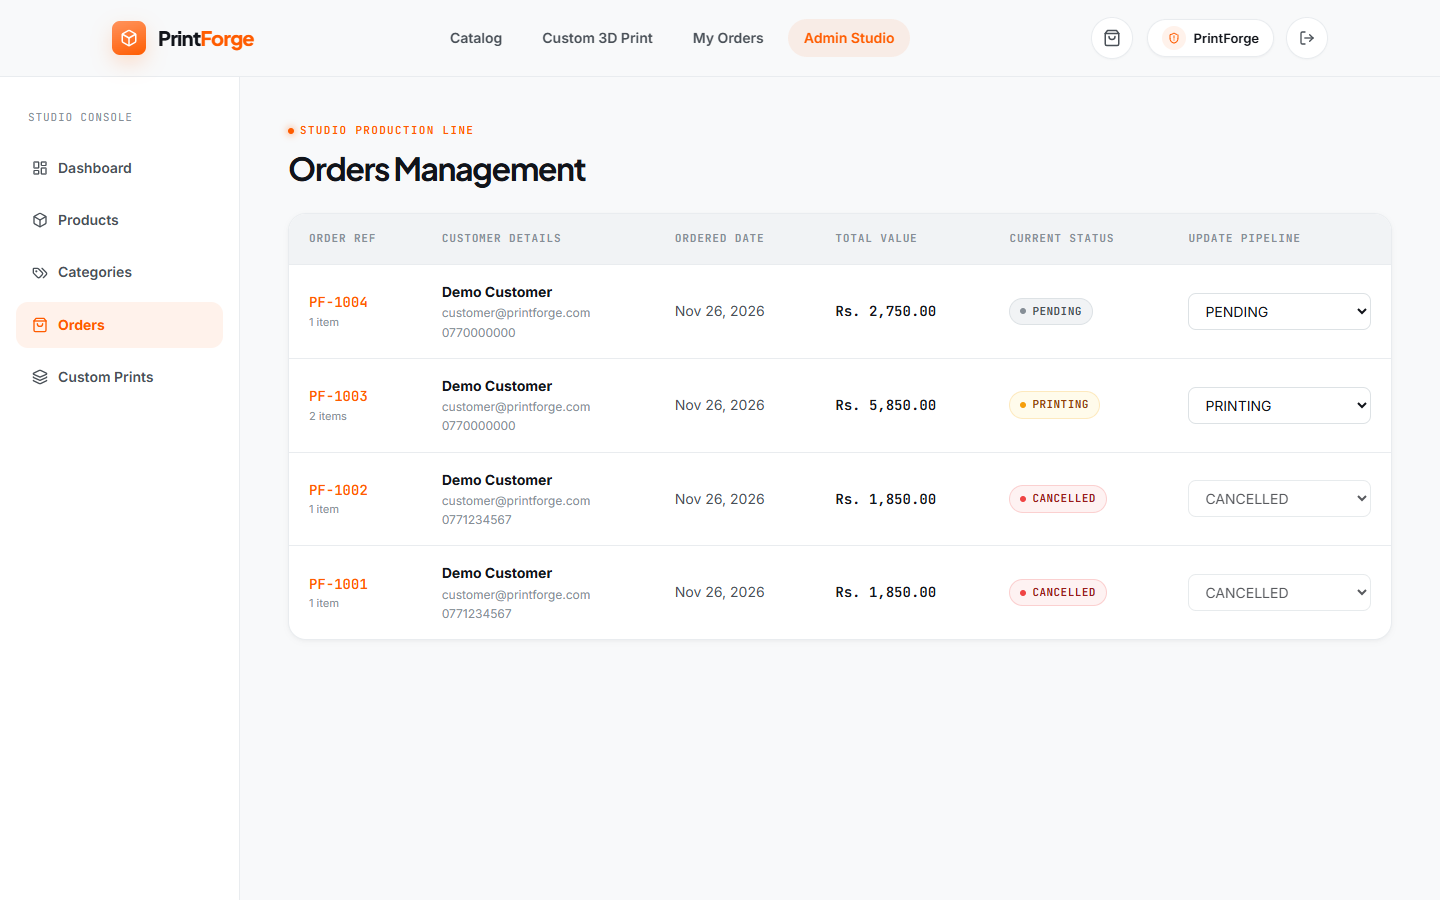 PrintForge
Catalog
Custom 3D Print
My Orders
Admin Studio
PrintForge
STUDIO CONSOLE
Dashboard
Products
Categories
Orders
Custom Prints
STUDIO PRODUCTION LINE
Orders Management
ORDER REF CUSTOMER DETAILS ORDERED DATE TOTAL VALUE CURRENT STATUS UPDATE PIPELINE
PF-1004
1 item
Demo Customer
customer@printforge.com
0770000000
Nov 26, 2026
Rs. 2,750.00
PENDING
PENDING
PF-1003
2 items
Demo Customer
customer@printforge.com
0770000000
Nov 26, 2026
Rs. 5,850.00
PRINTING
PRINTING
PF-1002
1 item
Demo Customer
customer@printforge.com
0771234567
Nov 26, 2026
Rs. 1,850.00
CANCELLED
CANCELLED
PF-1001
1 item
Demo Customer
customer@printforge.com
0771234567
Nov 26, 2026
Rs. 1,850.00
CANCELLED
CANCELLED